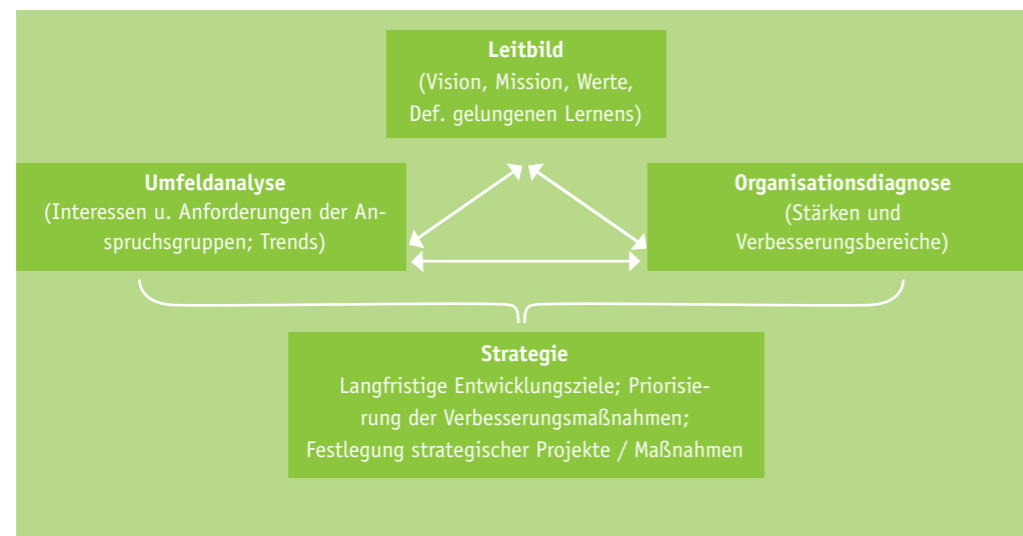 Leitbild
(Vision, Mission, Werte,
Def. gelungenen Lernens)
Umfeldanalyse
(Interessen u. Anforderungen der An-
spruchsgruppen; Trends)
Organisationsdiagnose
(Stärken und
Verbesserungsbereiche)
Strategie
Langfristige Entwicklungsziele; Priorisie-
rung der Verbesserungsmaßnahmen;
Festlegung strategischer Projekte / Maßnahmen